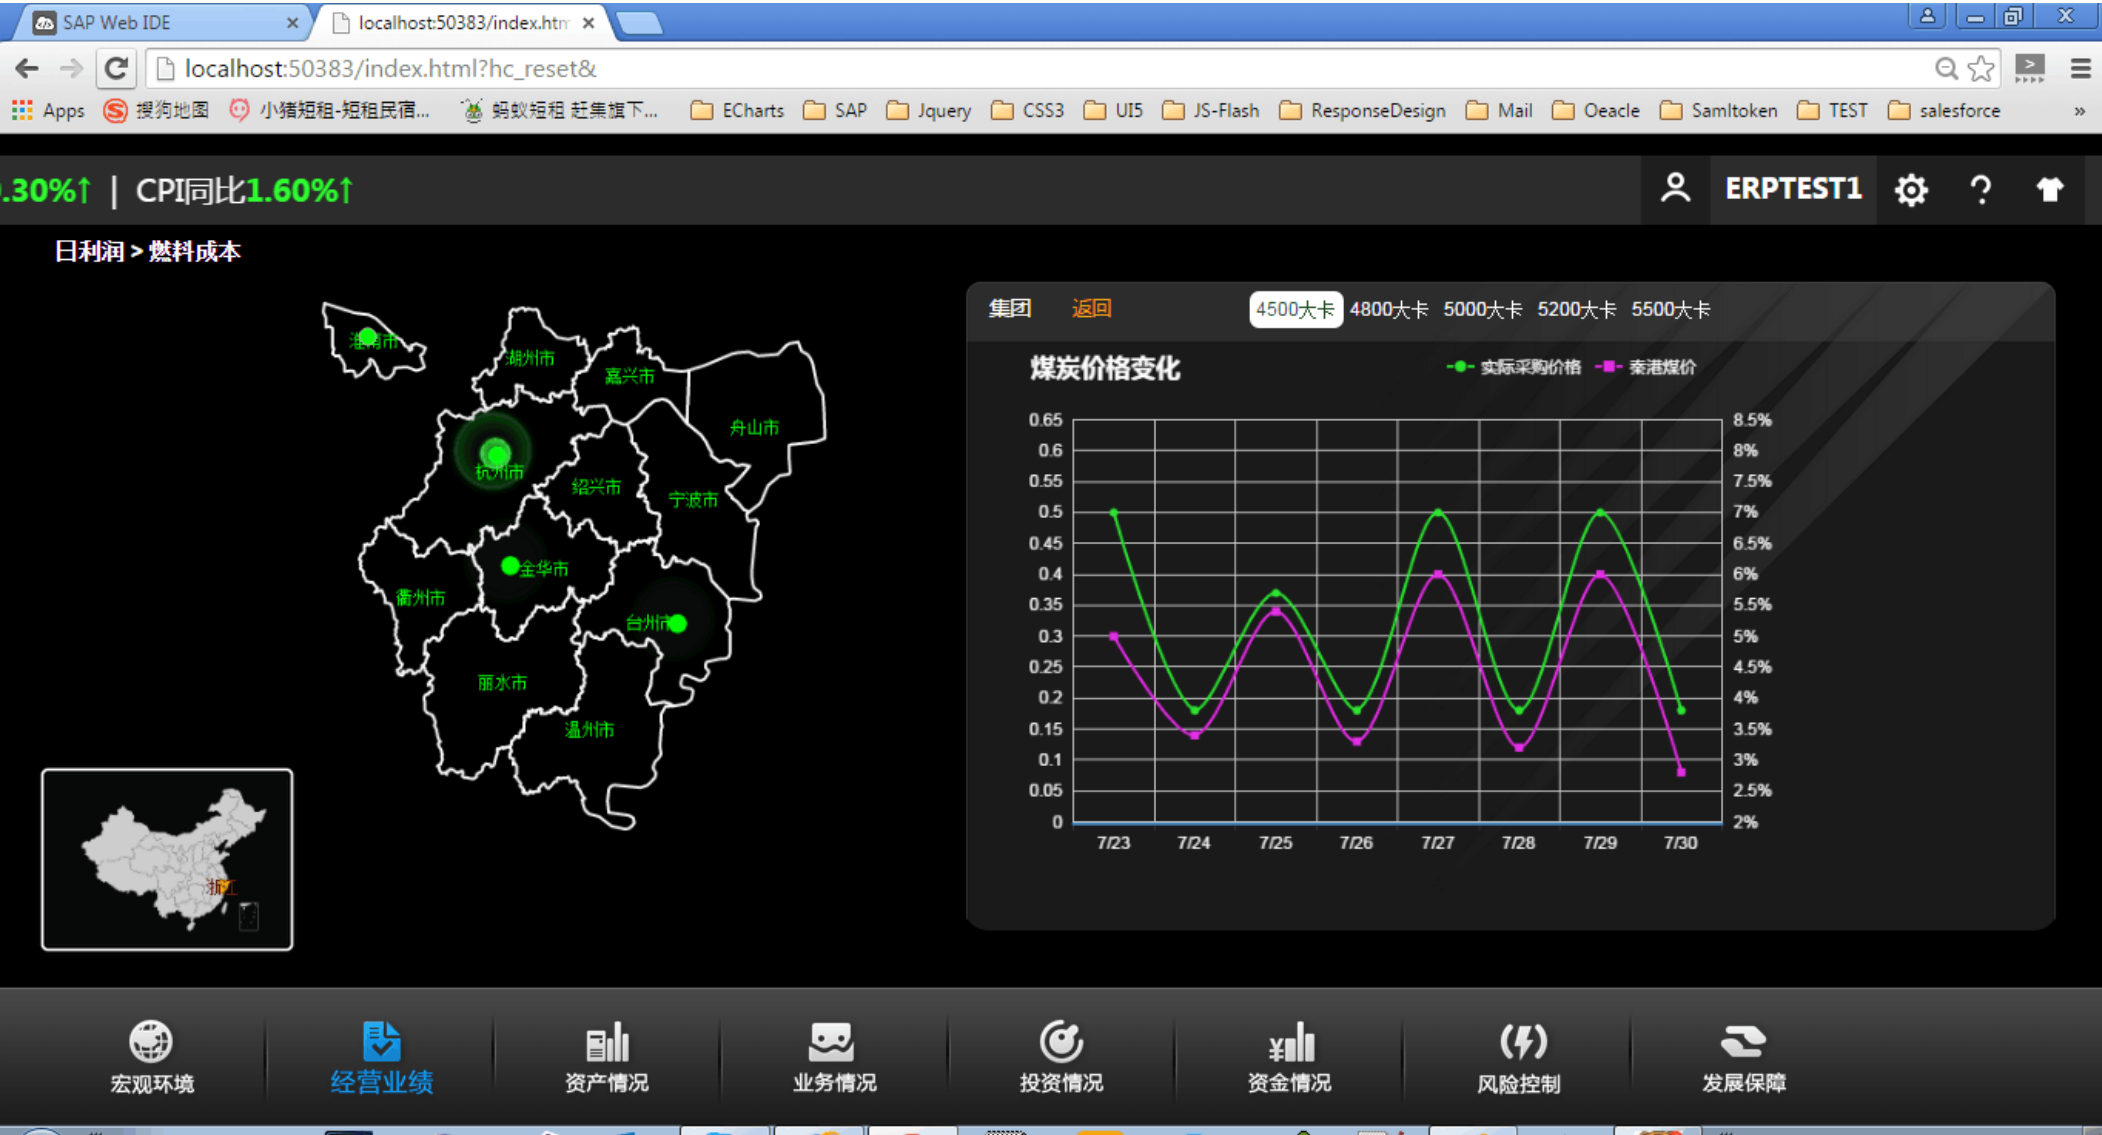 SAP Web IDE
localhost:50383/index.htm
localhost:50383/index.html?hc_reset&
Apps 搜狗地图 小猪短租-短租民宿... 蚂蚁短租 赶集旗下... ECharts SAP Jquery CSS3 UI5 JS-Flash ResponseDesign Mail Oeacle Samltoken TEST salesforce »
.30%↑ | CPI同比1.60%↑
ERPTEST1
日利润 > 燃料成本
淮南市
湖州市
嘉兴市
舟山市
杭州市
绍兴市
宁波市
金华市
衢州市
台州市
丽水市
温州市
浙江
集团 返回 4500大卡 4800大卡 5000大卡 5200大卡 5500大卡
煤炭价格变化 实际采购价格 秦港煤价
0.65 8.5%
0.6 8%
0.55 7.5%
0.5 7%
0.45 6.5%
0.4 6%
0.35 5.5%
0.3 5%
0.25 4.5%
0.2 4%
0.15 3.5%
0.1 3%
0.05 2.5%
0 2%
7/23 7/24 7/25 7/26 7/27 7/28 7/29 7/30
宏观环境 经营业绩 资产情况 业务情况 投资情况 资金情况 风险控制 发展保障